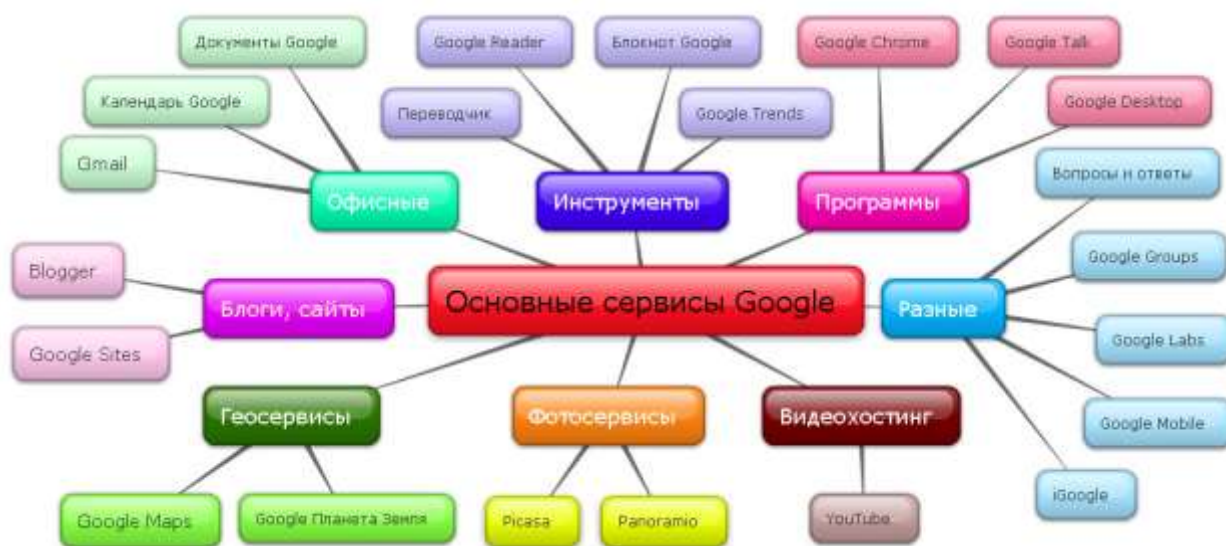 Документы Google
Google Reader
Блокнот Google
Google Chrome
Google Talk
Календарь Google
Переводчик
Google Trends
Google Desktop
Gmail
Офисные
Инструменты
Программы
Вопросы и ответы
Blogger
Блоги, сайты
Основные сервисы Google
Разные
Google Groups
Google Sites
Google Labs
Геосервисы
Фотосервисы
Видеохостинг
Google Mobile
iGoogle
Google Maps
Google Планета Земля
Picasa
Panoramio
YouTube